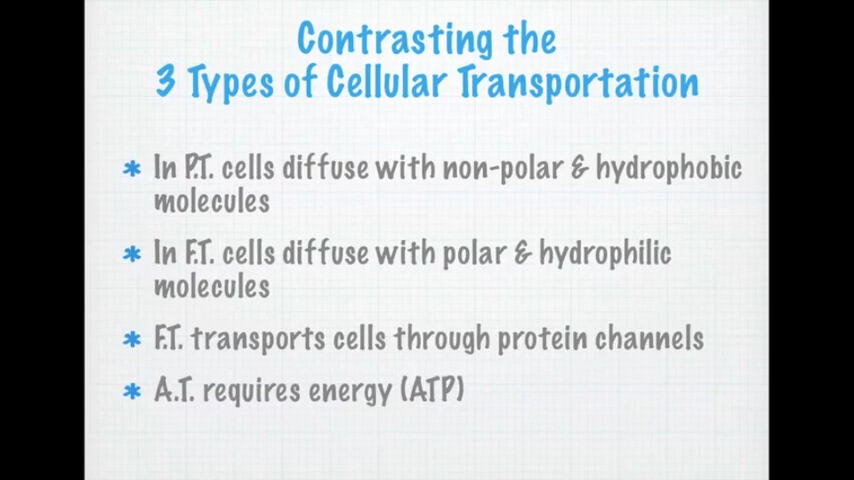 Contrasting the
3 Types of Cellular Transportation
* In P.T. cells diffuse with non-polar & hydrophobic
molecules
* In F.T. cells diffuse with polar & hydrophilic
molecules
* F.T. transports cells through protein channels
* A.T. requires energy (ATP)